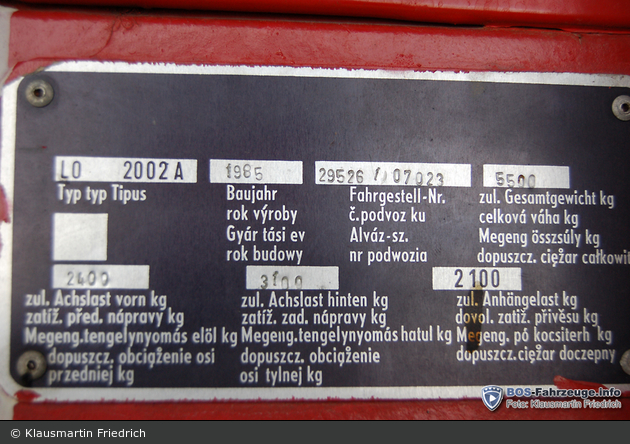 LO 2002 A 1985 29526 / 07023 5500
Typ typ Tipus Baujahr Fahrgestell-Nr. zul. Gesamtgewicht kg
rok výroby č.podvoz ku celková váha kg
Gyár tási ev Alváz-sz. Megeng össszúly kg
rok budowy nr podwozia dopuszcz. ciężar całkowit
2400 3100 2100
zul. Achslast vorn kg zul. Achslast hinten kg zul. Anhängelast kg
zatíž. před. nápravy kg zatíž. zad. nápravy kg dovol. zatiž. přivěsu kg
Megeng.tengelynyomás elöl kg Megeng.tengelynyomás hatul kg Megeng. pó kocsiterh kg
dopuszcz. obciążenie osi dopuszcz. obciążenie dopuszcz.ciężar doczepny
przedniej kg osi tylnej kg
BOS-Fahrzeuge.Info
Foto: Klausmartin Friedrich
© Klausmartin Friedrich